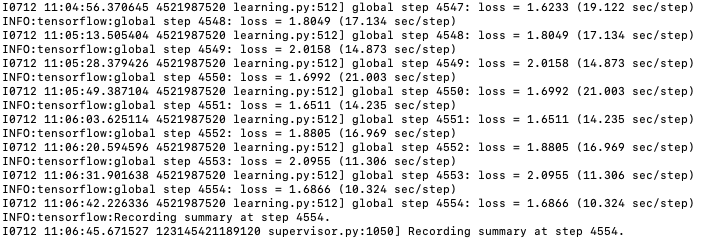 I0712 11:04:56.370645 4521987520 learning.py:512] global step 4547: loss = 1.6233 (19.122 sec/step)
INFO:tensorflow:global step 4548: loss = 1.8049 (17.134 sec/step)
I0712 11:05:13.505404 4521987520 learning.py:512] global step 4548: loss = 1.8049 (17.134 sec/step)
INFO:tensorflow:global step 4549: loss = 2.0158 (14.873 sec/step)
I0712 11:05:28.379426 4521987520 learning.py:512] global step 4549: loss = 2.0158 (14.873 sec/step)
INFO:tensorflow:global step 4550: loss = 1.6992 (21.003 sec/step)
I0712 11:05:49.387104 4521987520 learning.py:512] global step 4550: loss = 1.6992 (21.003 sec/step)
INFO:tensorflow:global step 4551: loss = 1.6511 (14.235 sec/step)
I0712 11:06:03.625114 4521987520 learning.py:512] global step 4551: loss = 1.6511 (14.235 sec/step)
INFO:tensorflow:global step 4552: loss = 1.8805 (16.969 sec/step)
I0712 11:06:20.594596 4521987520 learning.py:512] global step 4552: loss = 1.8805 (16.969 sec/step)
INFO:tensorflow:global step 4553: loss = 2.0955 (11.306 sec/step)
I0712 11:06:31.901638 4521987520 learning.py:512] global step 4553: loss = 2.0955 (11.306 sec/step)
INFO:tensorflow:global step 4554: loss = 1.6866 (10.324 sec/step)
I0712 11:06:42.226336 4521987520 learning.py:512] global step 4554: loss = 1.6866 (10.324 sec/step)
INFO:tensorflow:Recording summary at step 4554.
I0712 11:06:45.671527 123145421189120 supervisor.py:1050] Recording summary at step 4554.